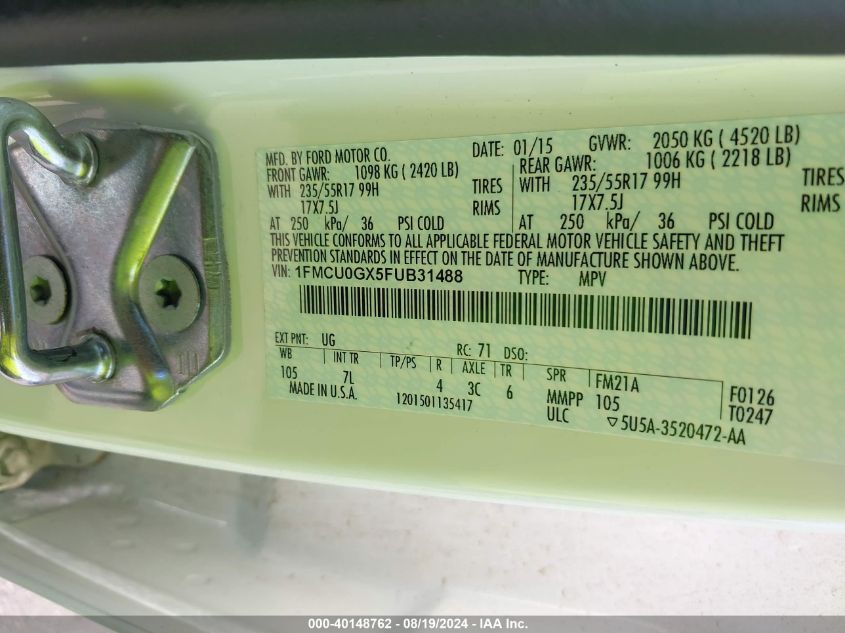 MFD. BY FORD MOTOR CO. DATE: 01/15 GVWR: 2050 KG ( 4520 LB)
FRONT GAWR: 1098 KG ( 2420 LB) REAR GAWR: 1006 KG ( 2218 LB)
WITH 235/55R17 99H TIRES WITH 235/55R17 99H TIRES
17X7.5J RIMS 17X7.5J RIMS
AT 250 kPa/ 36 PSI COLD AT 250 kPa/ 36 PSI COLD
THIS VEHICLE CONFORMS TO ALL APPLICABLE FEDERAL MOTOR VEHICLE SAFETY AND THEFT
PREVENTION STANDARDS IN EFFECT ON THE DATE OF MANUFACTURE SHOWN ABOVE.
VIN: 1FMCU0GX5FUB31488 TYPE: MPV
EXT PNT: UG RC: 71 DSO:
WB INT TR TP/PS R AXLE TR SPR FM21A F0126
105 7L 4 3C 6 MMPP 105 T0247
MADE IN U.S.A. 1201501135417 ULC ▽5U5A-3520472-AA
000-40148762 - 08/19/2024 - IAA Inc.